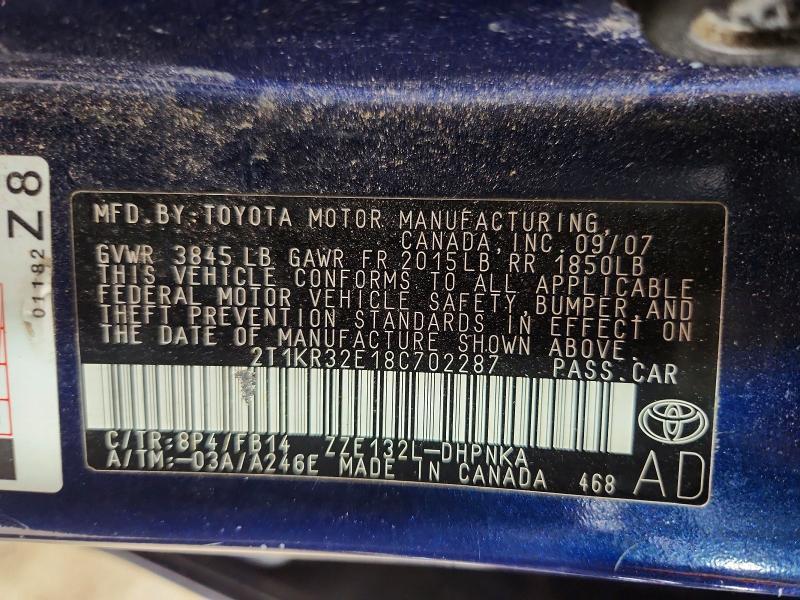 MFD.BY:TOYOTA MOTOR MANUFACTURING,
CANADA,INC. 09/07
GVWR 3845 LB GAWR FR 2015LB RR 1850LB
THIS VEHICLE CONFORMS TO ALL APPLICABLE
FEDERAL MOTOR VEHICLE SAFETY,BUMPER,AND
THEFT PREVENTION STANDARDS IN EFFECT ON
THE DATE OF MANUFACTURE SHOWN ABOVE.
2T1KR32E18C702287 PASS.CAR
C/TR:8P4/FB14 ZZE132L-DHPNKA
A/TM:-03A/A246E MADE IN CANADA 468 AD
Z8
01182